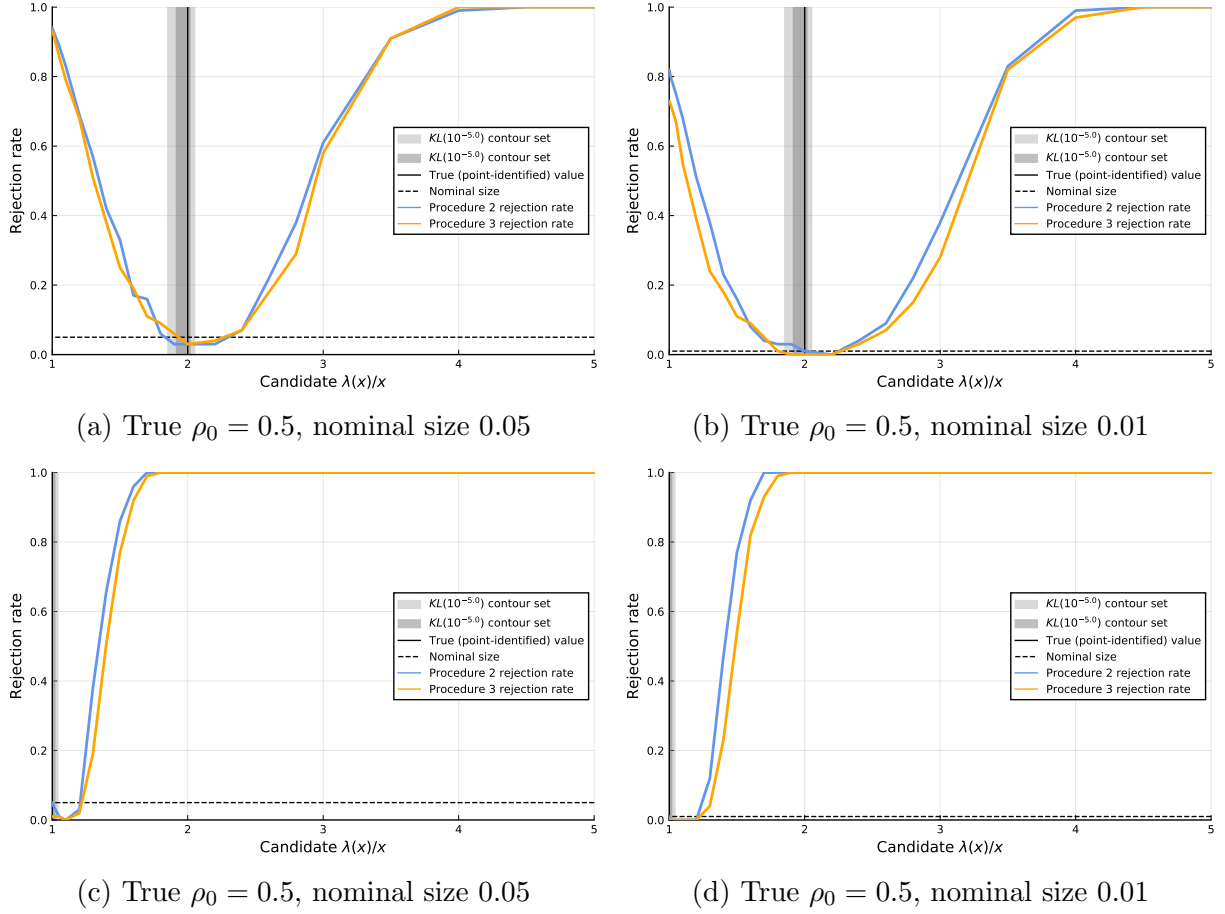 1.0
0.8
0.6
0.4
0.2
0.0
Rejection rate
1
2
3
4
5
Candidate λ(x)/x
KL(10^{-5.0}) contour set
KL(10^{-5.0}) contour set
True (point-identified) value
Nominal size
Procedure 2 rejection rate
Procedure 3 rejection rate
(a) True ρ₀ = 0.5, nominal size 0.05
1.0
0.8
0.6
0.4
0.2
0.0
Rejection rate
1
2
3
4
5
Candidate λ(x)/x
KL(10^{-5.0}) contour set
KL(10^{-5.0}) contour set
True (point-identified) value
Nominal size
Procedure 2 rejection rate
Procedure 3 rejection rate
(b) True ρ₀ = 0.5, nominal size 0.01
1.0
0.8
0.6
0.4
0.2
0.0
Rejection rate
1
2
3
4
5
Candidate λ(x)/x
KL(10^{-5.0}) contour set
KL(10^{-5.0}) contour set
True (point-identified) value
Nominal size
Procedure 2 rejection rate
Procedure 3 rejection rate
(c) True ρ₀ = 0.5, nominal size 0.05
1.0
0.8
0.6
0.4
0.2
0.0
Rejection rate
1
2
3
4
5
Candidate λ(x)/x
KL(10^{-5.0}) contour set
KL(10^{-5.0}) contour set
True (point-identified) value
Nominal size
Procedure 2 rejection rate
Procedure 3 rejection rate
(d) True ρ₀ = 0.5, nominal size 0.01